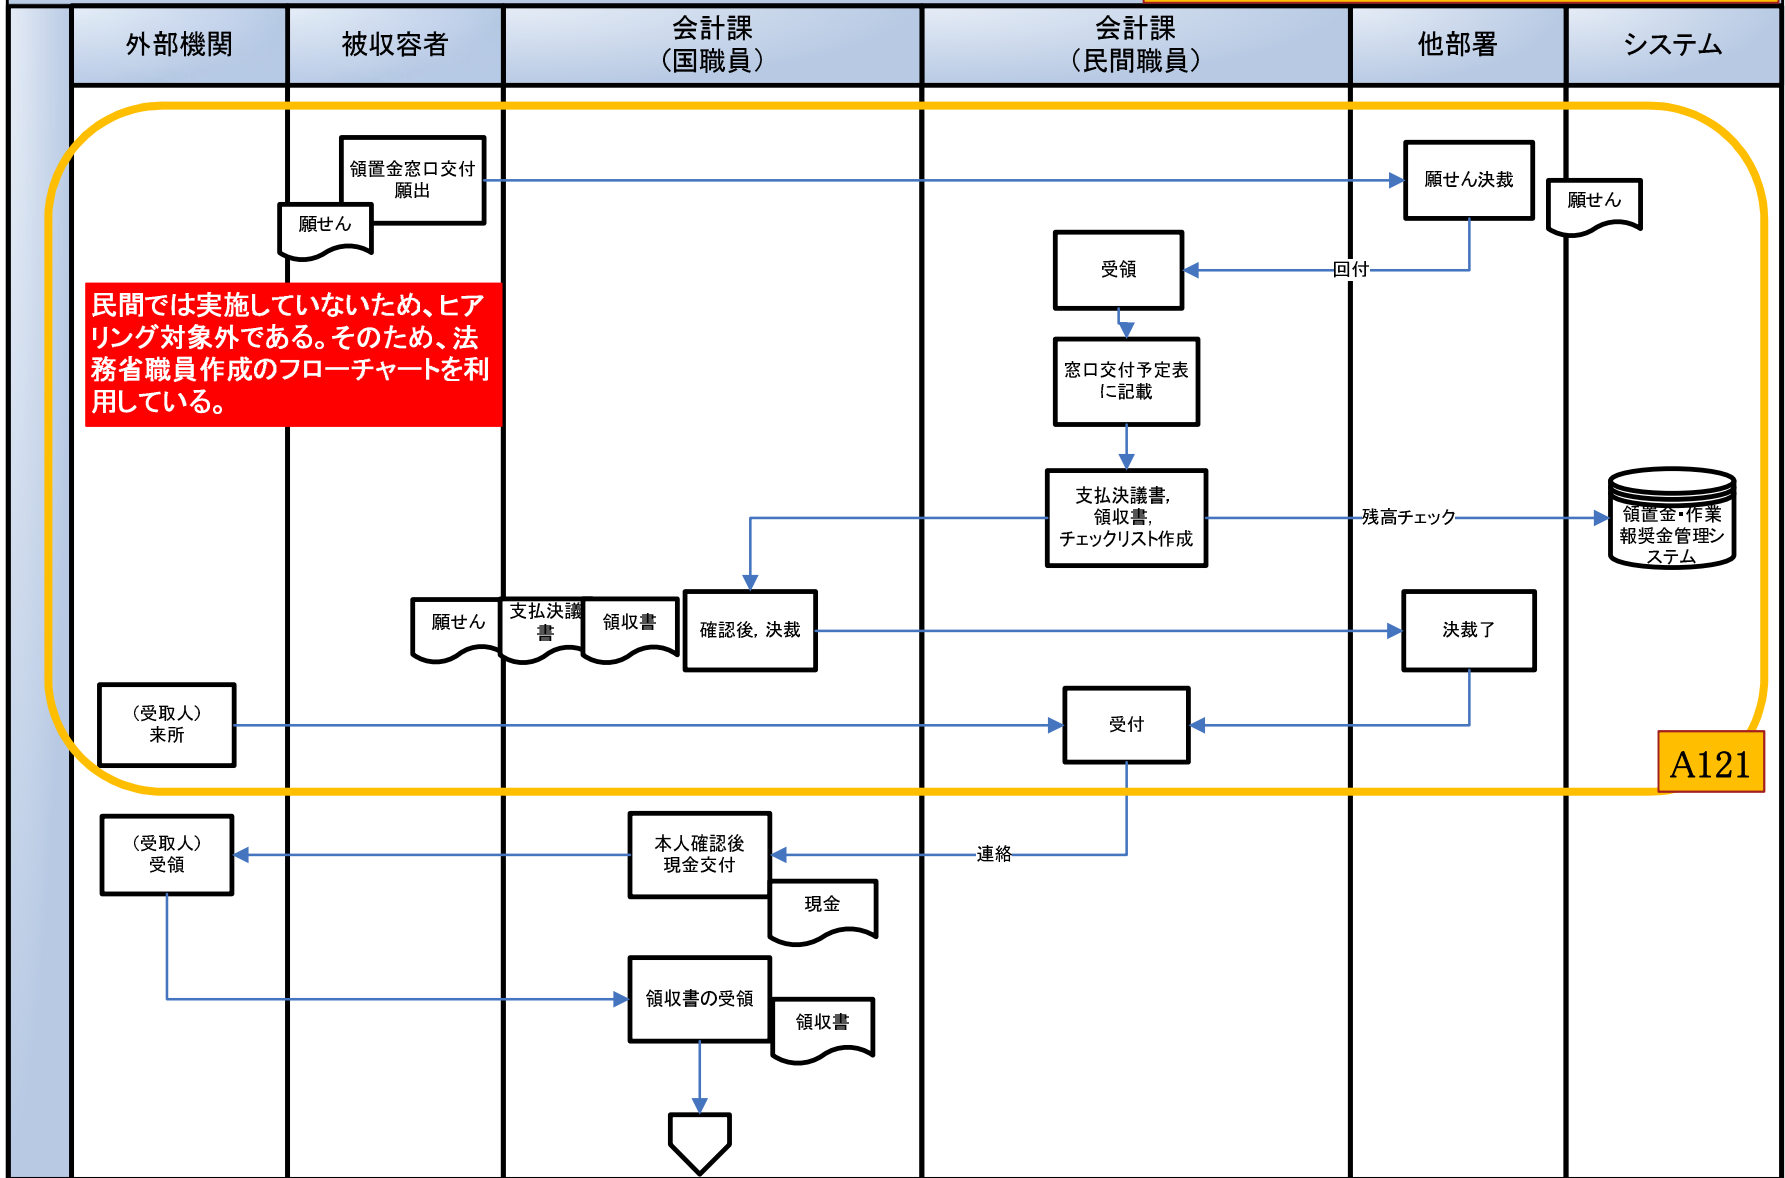 外部機関
被収容者
会計課
（国職員）
会計課
（民間職員）
他部署
システム
領置金窓口交付
願出
願せん
願せん決裁
願せん
受領
回付
民間では実施していないため、ヒア
リング対象外である。そのため、法
務省職員作成のフローチャートを利
用している。
窓口交付予定表
に記載
支払決議書，
領収書，
チェックリスト作成
残高チェック
領置金・作業
報奨金管理シ
ステム
願せん
支払決議
書
領収書
確認後，決裁
決裁了
（受取人）
来所
受付
A121
（受取人）
受領
本人確認後
現金交付
連絡
現金
領収書の受領
領収書